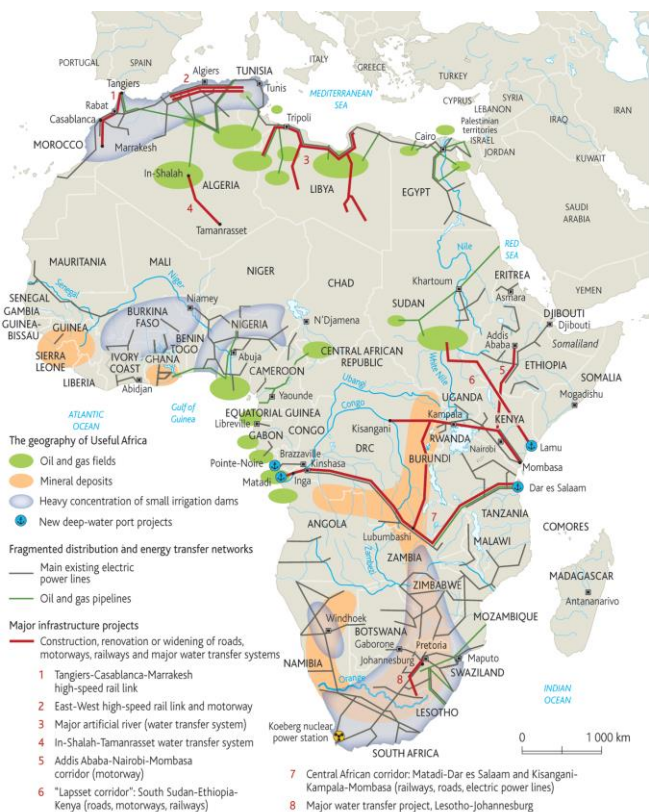 PORTUGAL
SPAIN
ITALY
GREECE
TURKEY
CYPRUS
SYRIA
LEBANON
Palestinian
territories
ISRAEL
JORDAN
IRAQ
IRAN
KUWAIT
SAUDI
ARABIA
YEMEN
MEDITERRANEAN
SEA
RED
SEA
Tangiers
1
Rabat
Casablanca
MOROCCO
Marrakesh
2
Algiers
TUNISIA
Tunis
Tripoli
3
Cairo
In-Shalah
ALGERIA
LIBYA
EGYPT
4
Tamanrasset
MAURITANIA
MALI
NIGER
CHAD
Nile
Khartoum
SUDAN
ERITREA
Asmara
DJIBOUTI
Djibouti
Somaliland
Senegal
Niger
SENEGAL
GAMBIA
GUINEA-
BISSAU
GUINEA
SIERRA
LEONE
LIBERIA
Niamey
BURKINA
FASO
BENIN
TOGO
IVORY
COAST
GHANA
Abidjan
NIGERIA
Abuja
N'Djamena
CAMEROON
CENTRAL AFRICAN
REPUBLIC
Yaounde
White Nile
Addis
Ababa
5
ETHIOPIA
6
SOMALIA
Mogadishu
ATLANTIC
OCEAN
Gulf of
Guinea
EQUATORIAL GUINEA
Libreville
GABON
CONGO
Ubangi
Congo
Kisangani
UGANDA
Kampala
KENYA
RWANDA
Nairobi
Lamu
Mombasa
DRC
BURUNDI
Brazzaville
Pointe-Noire
Kinshasa
Matadi
Inga
Dar es Salaam
7
TANZANIA
ANGOLA
Lubumbashi
ZAMBIA
MALAWI
COMOROS
Zambezi
ZIMBABWE
MOZAMBIQUE
MADAGASCAR
Antananarivo
Windhoek
BOTSWANA
Gaborone
Pretoria
Johannesburg
Maputo
SWAZILAND
NAMIBIA
8
Orange
LESOTHO
Koeberg nuclear
power station
SOUTH AFRICA
INDIAN
OCEAN
0
1 000 km
The geography of Useful Africa
Oil and gas fields
Mineral deposits
Heavy concentration of small irrigation dams
New deep-water port projects
Fragmented distribution and energy transfer networks
Main existing electric
power lines
Oil and gas pipelines
Major infrastructure projects
Construction, renovation or widening of roads,
motorways, railways and major water transfer systems
1 Tangiers-Casablanca-Marrakesh
high-speed rail link
2 East-West high-speed rail link and motorway
3 Major artificial river (water transfer system)
4 In-Shalah-Tamanrasset water transfer system
5 Addis Ababa-Nairobi-Mombasa
corridor (motorway)
6 "Lapsset corridor": South Sudan-Ethiopia-
Kenya (roads, motorways, railways)
7 Central African corridor: Matadi-Dar es Salaam and Kisangani-
Kampala-Mombasa (railways, roads, electric power lines)
8 Major water transfer project, Lesotho-Johannesburg